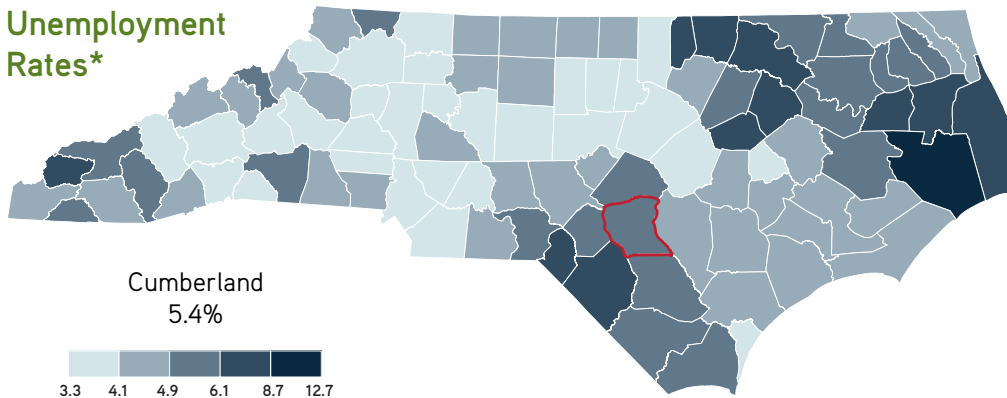 Unemployment
Rates*
Cumberland
5.4%
3.3 4.1 4.9 6.1 8.7 12.7